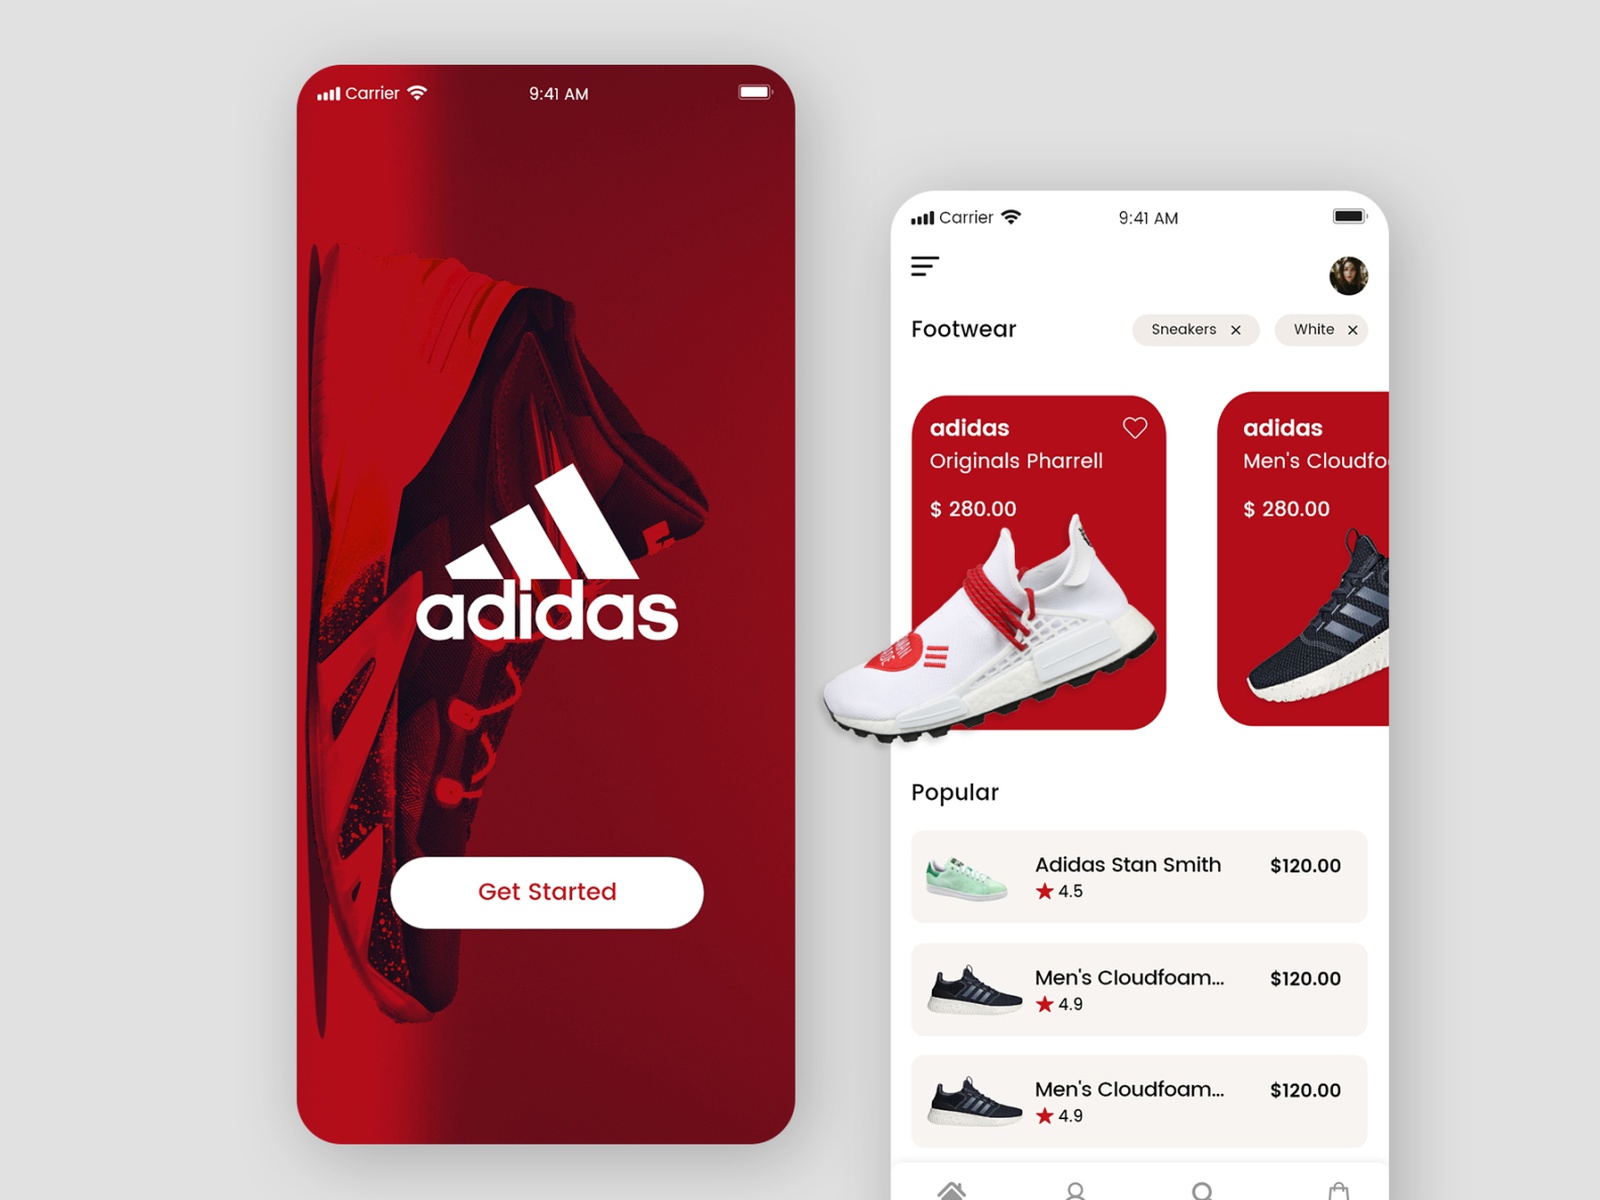 Carrier
9:41 AM
adidas
Get Started
Carrier
9:41 AM
Footwear
Sneakers
White
adidas
Originals Pharrell
$ 280.00
adidas
Men's Cloudfo
$ 280.00
Popular
Adidas Stan Smith
$120.00
4.5
Men's Cloudfoam...
$120.00
4.9
Men's Cloudfoam...
$120.00
4.9